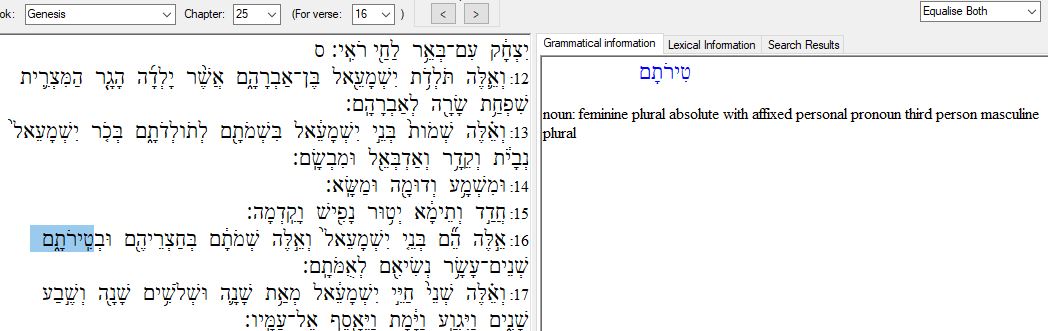 ok: Genesis Chapter: 25 (For verse: 16 ) < > Equalise Both
יִצְחָ֔ק עִם־בְּאֵ֥ר לַחַ֖י רֹאִֽי׃ ס
12: וְאֵ֛לֶּה תֹּלְדֹ֥ת יִשְׁמָעֵ֖אל בֶּן־אַבְרָהָ֑ם אֲשֶׁ֨ר יָלְדָ֜ה הָגָ֧ר הַמִּצְרִ֛ית
שִׁפְחַ֥ת שָׂרָ֖ה לְאַבְרָהָֽם׃
13: וְאֵ֗לֶּה שְׁמוֹת֙ בְּנֵ֣י יִשְׁמָעֵ֔אל בִּשְׁמֹתָ֖ם לְתוֹלְדֹתָ֑ם בְּכֹ֤ר יִשְׁמָעֵאל֙
נְבָיֹ֔ת וְקֵדָ֥ר וְאַדְבְּאֵ֖ל וּמִבְשָֽׂם׃
14: וּמִשְׁמָ֥ע וְדוּמָ֖ה וּמַשָּֽׂא׃
15: חֲדַ֣ד וְתֵימָ֔א יְט֥וּר נָפִ֖ישׁ וָקֵֽדְמָה׃
16: אֵ֣לֶּה הֵ֞ם בְּנֵ֤י יִשְׁמָעֵאל֙ וְאֵ֣לֶּה שְׁמֹתָ֔ם בְּחַצְרֵיהֶ֖ם וּבְטִֽירֹתָ֑ם
שְׁנֵים־עָשָׂ֥ר נְשִׂיאִ֖ם לְאֻמֹּתָֽם׃
17: וְאֵ֗לֶּה שְׁנֵי֙ חַיֵּ֣י יִשְׁמָעֵ֔אל מְאַ֥ת שָׁנָ֛ה וּשְׁלֹשִׁ֥ים שָׁנָ֖ה וְשֶׁ֣בַע
שָׁנִ֑ים וַיִּגְוַ֣ע וַיָּ֔מָת וַיֵּאָ֖סֶף אֶל־עַמָּֽיו׃
Grammatical information Lexical Information Search Results
טִירֹתָם
noun: feminine plural absolute with affixed personal pronoun third person masculine
plural